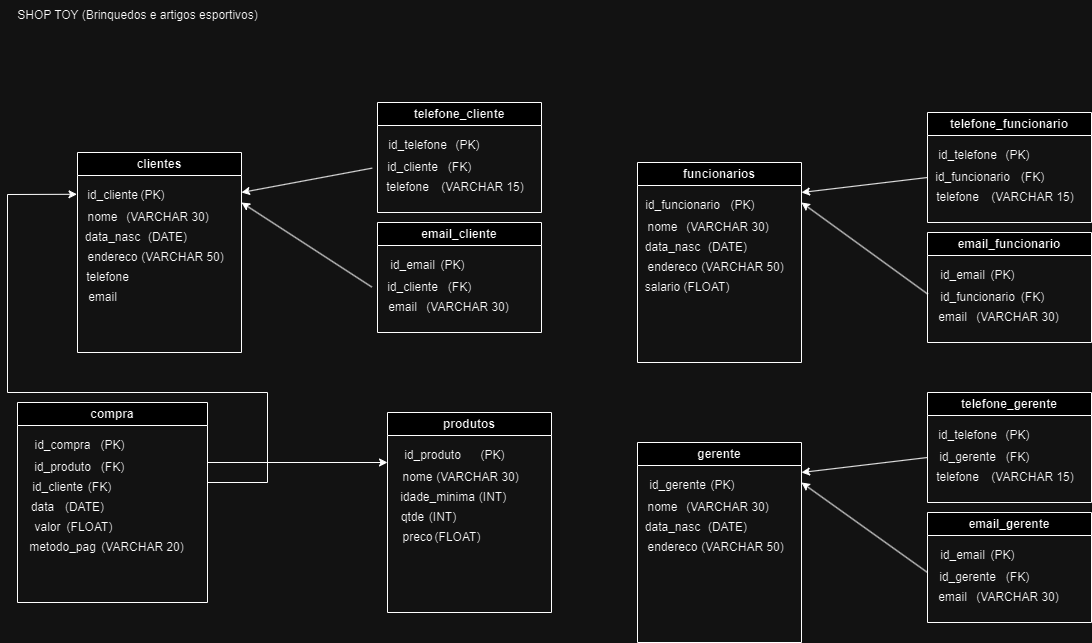 SHOP TOY (Brinquedos e artigos esportivos)
telefone_cliente
id_telefone (PK)
id_cliente (FK)
telefone (VARCHAR 15)
clientes
id_cliente (PK)
nome (VARCHAR 30)
data_nasc (DATE)
endereco (VARCHAR 50)
telefone
email
email_cliente
id_email (PK)
id_cliente (FK)
email (VARCHAR 30)
funcionarios
id_funcionario (PK)
nome (VARCHAR 30)
data_nasc (DATE)
endereco (VARCHAR 50)
salario (FLOAT)
telefone_funcionario
id_telefone (PK)
id_funcionario (FK)
telefone (VARCHAR 15)
email_funcionario
id_email (PK)
id_funcionario (FK)
email (VARCHAR 30)
compra
id_compra (PK)
id_produto (FK)
id_cliente (FK)
data (DATE)
valor (FLOAT)
metodo_pag (VARCHAR 20)
produtos
id_produto (PK)
nome (VARCHAR 30)
idade_minima (INT)
qtde (INT)
preco (FLOAT)
gerente
id_gerente (PK)
nome (VARCHAR 30)
data_nasc (DATE)
endereco (VARCHAR 50)
telefone_gerente
id_telefone (PK)
id_gerente (FK)
telefone (VARCHAR 15)
email_gerente
id_email (PK)
id_gerente (FK)
email (VARCHAR 30)